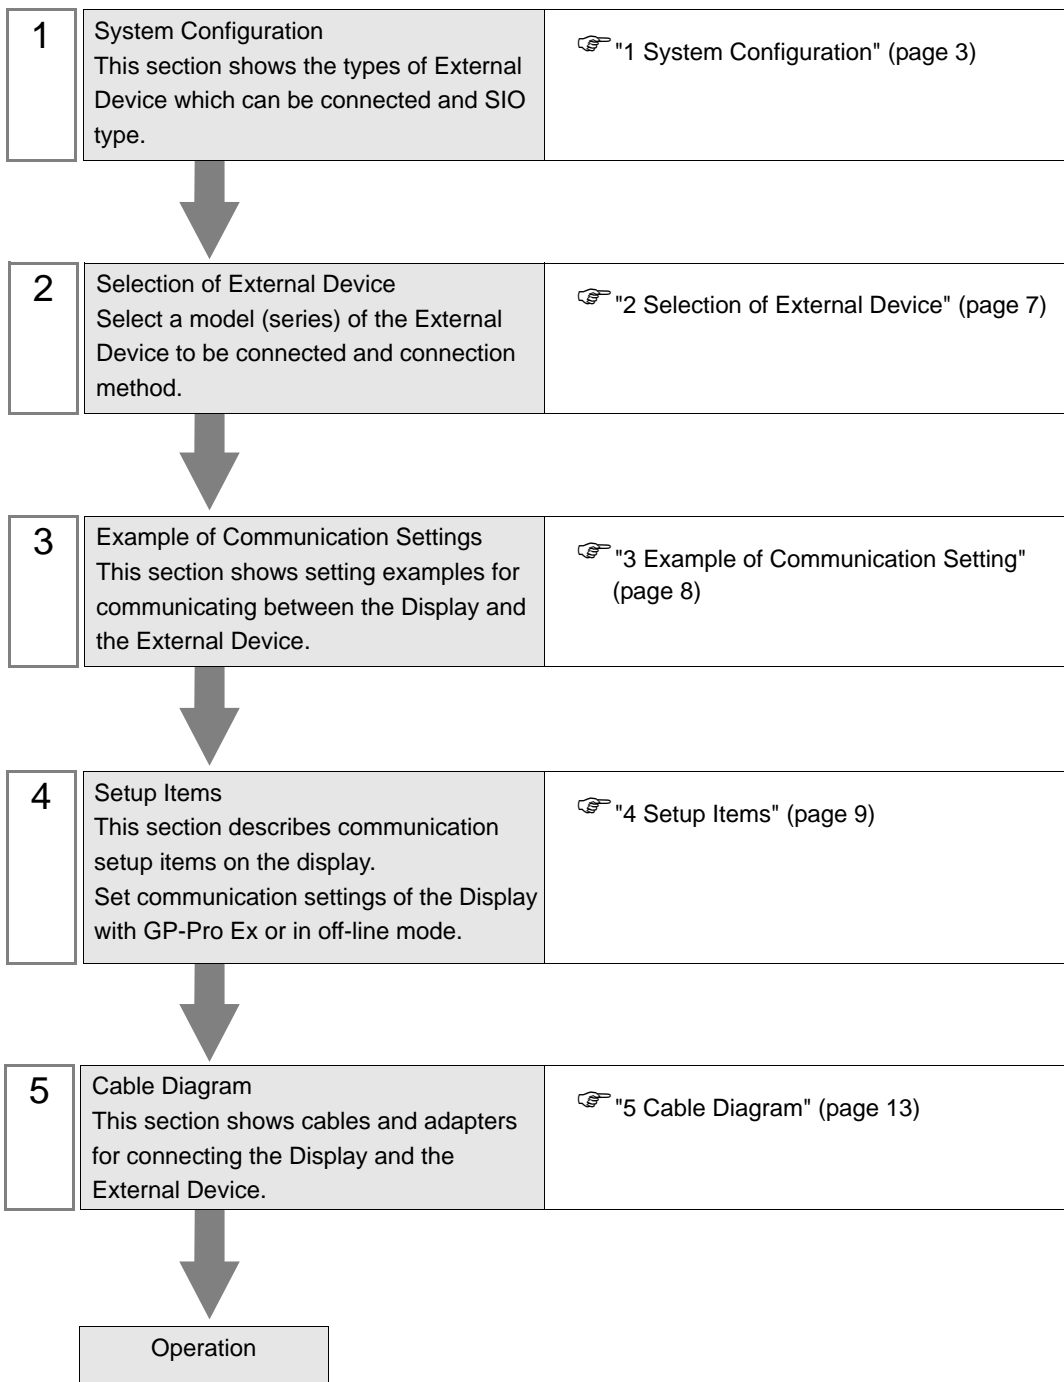 1
System Configuration
This section shows the types of External
Device which can be connected and SIO
type.
"1 System Configuration" (page 3)
2
Selection of External Device
Select a model (series) of the External
Device to be connected and connection
method.
"2 Selection of External Device" (page 7)
3
Example of Communication Settings
This section shows setting examples for
communicating between the Display and
the External Device.
"3 Example of Communication Setting"
(page 8)
4
Setup Items
This section describes communication
setup items on the display.
Set communication settings of the Display
with GP-Pro Ex or in off-line mode.
"4 Setup Items" (page 9)
5
Cable Diagram
This section shows cables and adapters
for connecting the Display and the
External Device.
"5 Cable Diagram" (page 13)
Operation